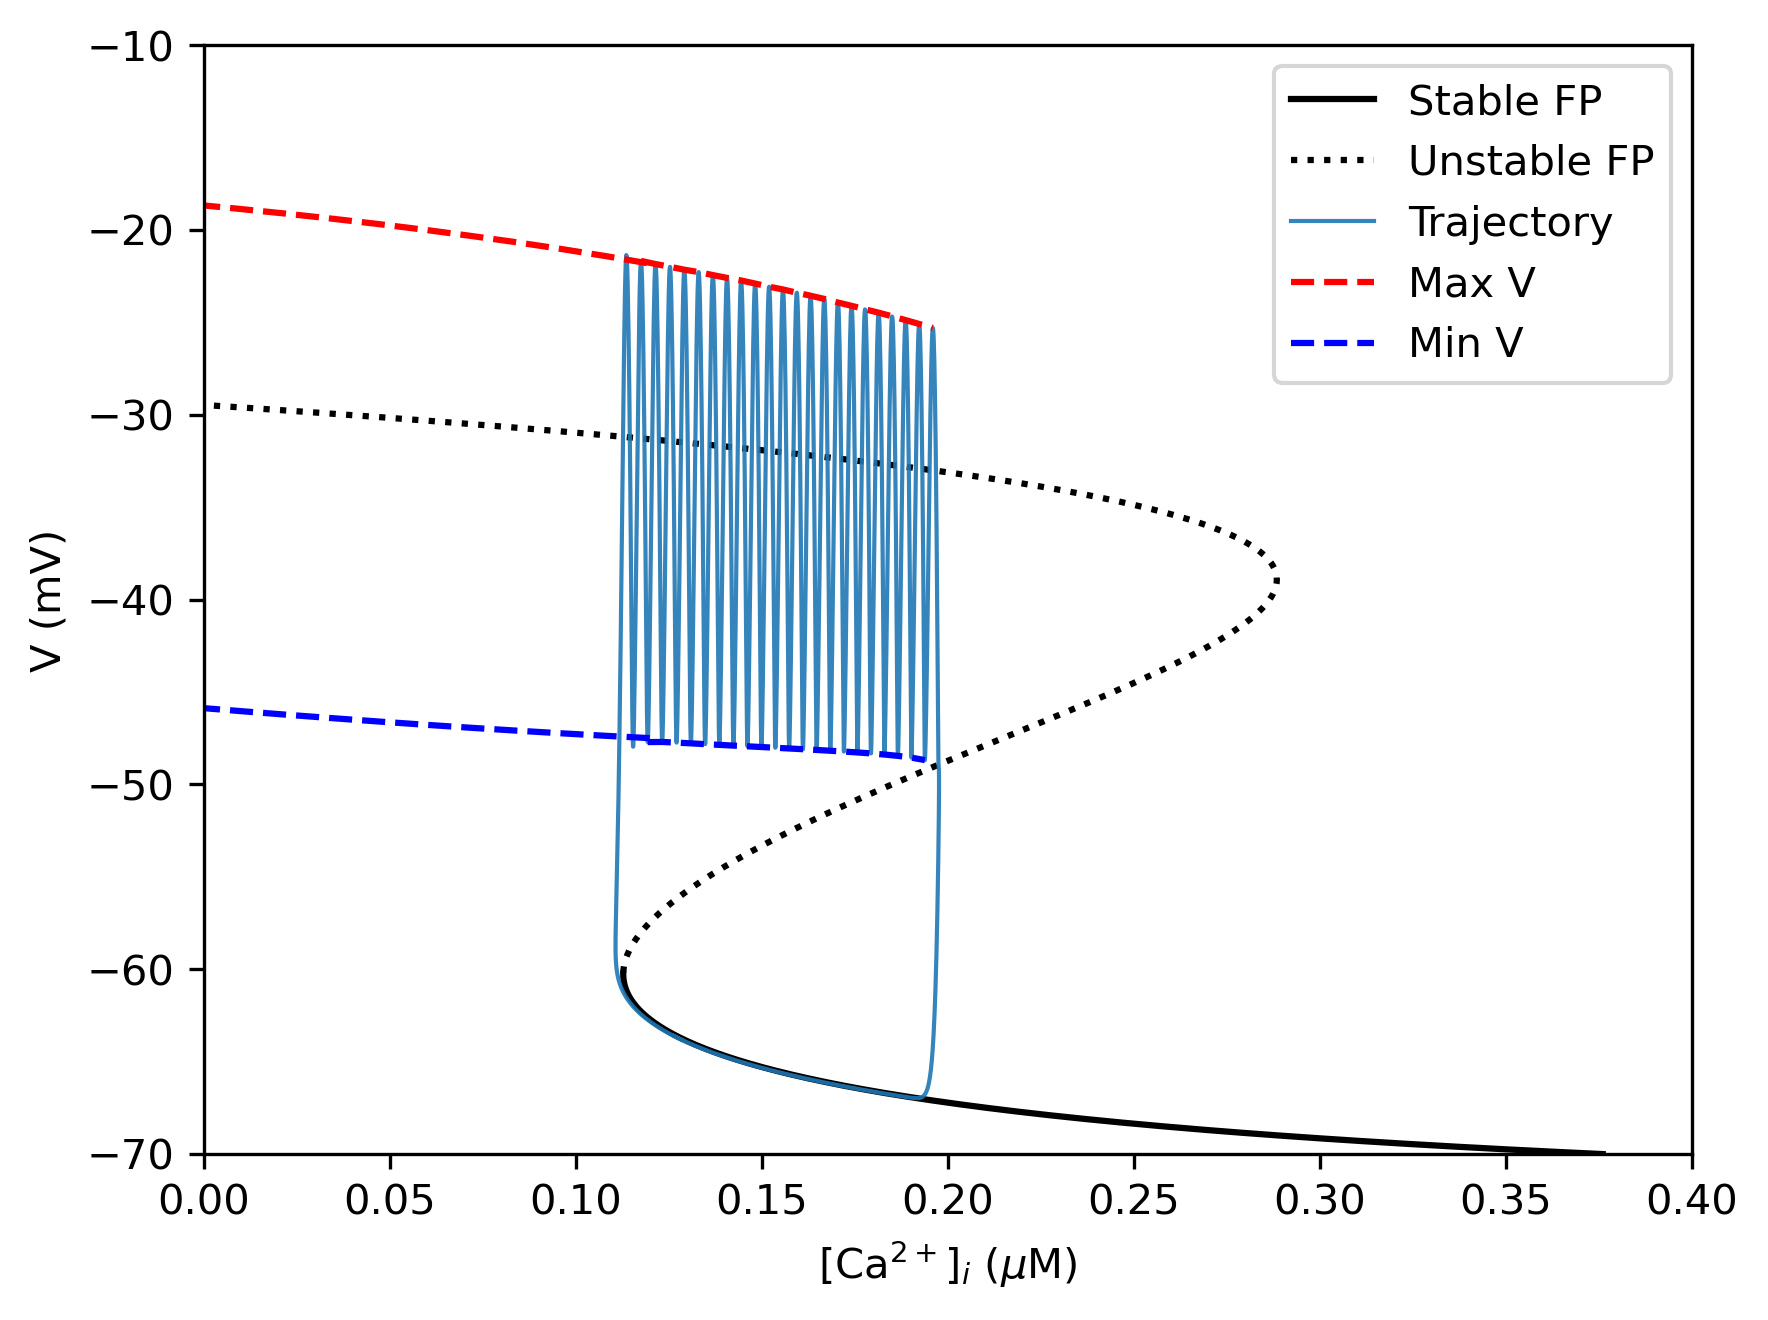 −10
−20
−30
−40
−50
−60
−70
V (mV)
0.00 0.05 0.10 0.15 0.20 0.25 0.30 0.35 0.40
[Ca²⁺]ᵢ (μM)
Stable FP
Unstable FP
Trajectory
Max V
Min V